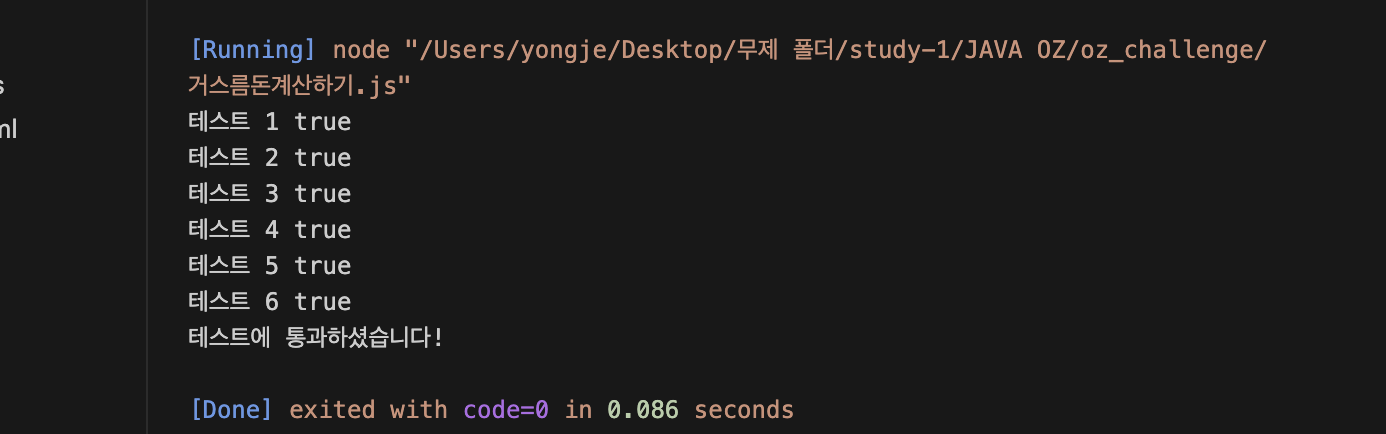 [Running] node "/Users/yongje/Desktop/무제 폴더/study-1/JAVA OZ/oz_challenge/
거스름돈계산하기.js"
s
ml
테스트 1 true
테스트 2 true
테스트 3 true
테스트 4 true
테스트 5 true
테스트 6 true
테스트에 통과하셨습니다!
[Done] exited with code=0 in 0.086 seconds